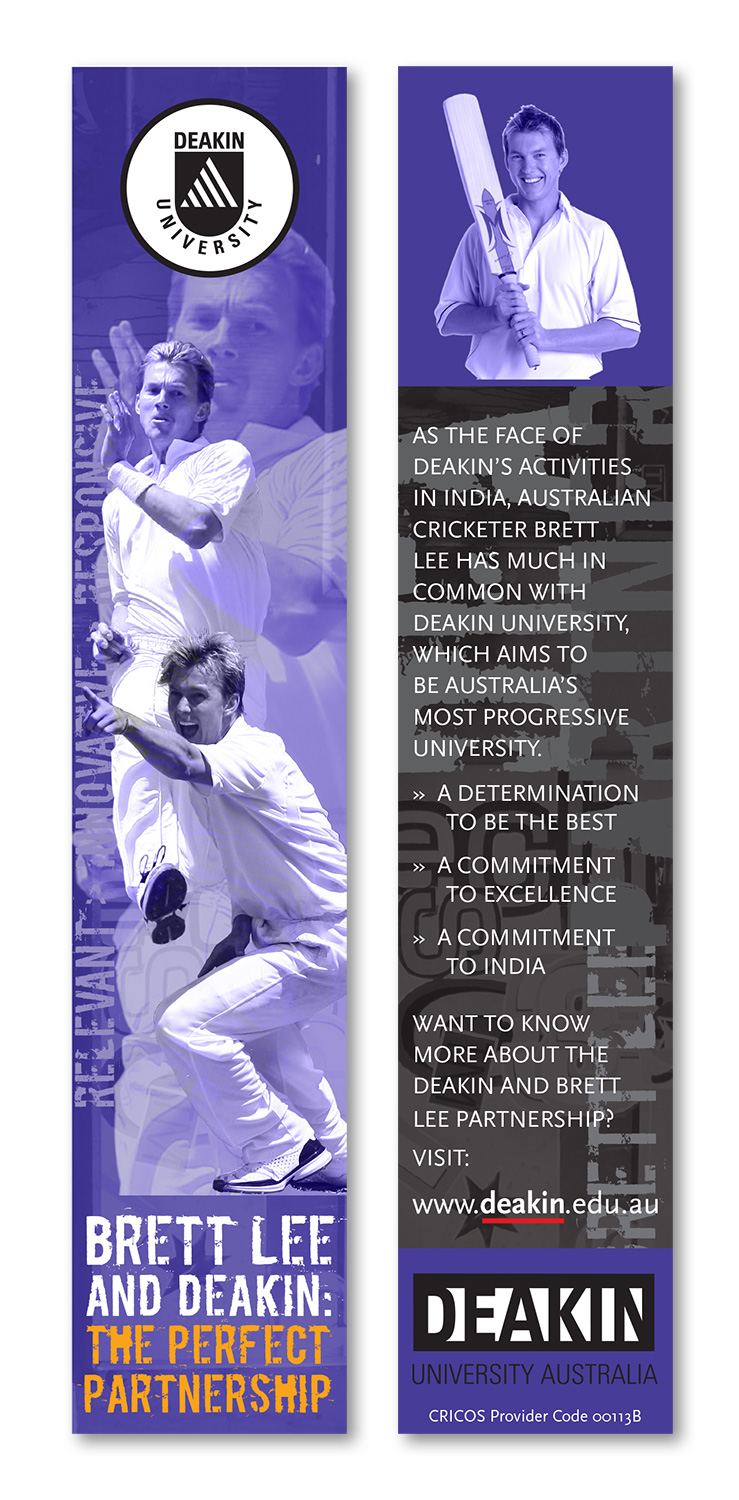 DEAKIN
UNIVERSITY
RELEVANT INNOVATIVE RESPONSIVE
BRETT LEE
AND DEAKIN:
THE PERFECT
PARTNERSHIP
AS THE FACE OF
DEAKIN'S ACTIVITIES
IN INDIA, AUSTRALIAN
CRICKETER BRETT
LEE HAS MUCH IN
COMMON WITH
DEAKIN UNIVERSITY,
WHICH AIMS TO
BE AUSTRALIA'S
MOST PROGRESSIVE
UNIVERSITY.
» A DETERMINATION
TO BE THE BEST
» A COMMITMENT
TO EXCELLENCE
» A COMMITMENT
TO INDIA
WANT TO KNOW
MORE ABOUT THE
DEAKIN AND BRETT
LEE PARTNERSHIP?
VISIT:
www.deakin.edu.au
DEAKIN
UNIVERSITY AUSTRALIA
CRICOS Provider Code 00113B